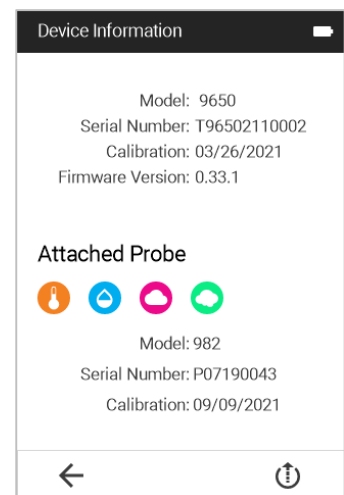 Device Information
Model: 9650
Serial Number: T96502110002
Calibration: 03/26/2021
Firmware Version: 0.33.1
Attached Probe
Model: 982
Serial Number: P07190043
Calibration: 09/09/2021